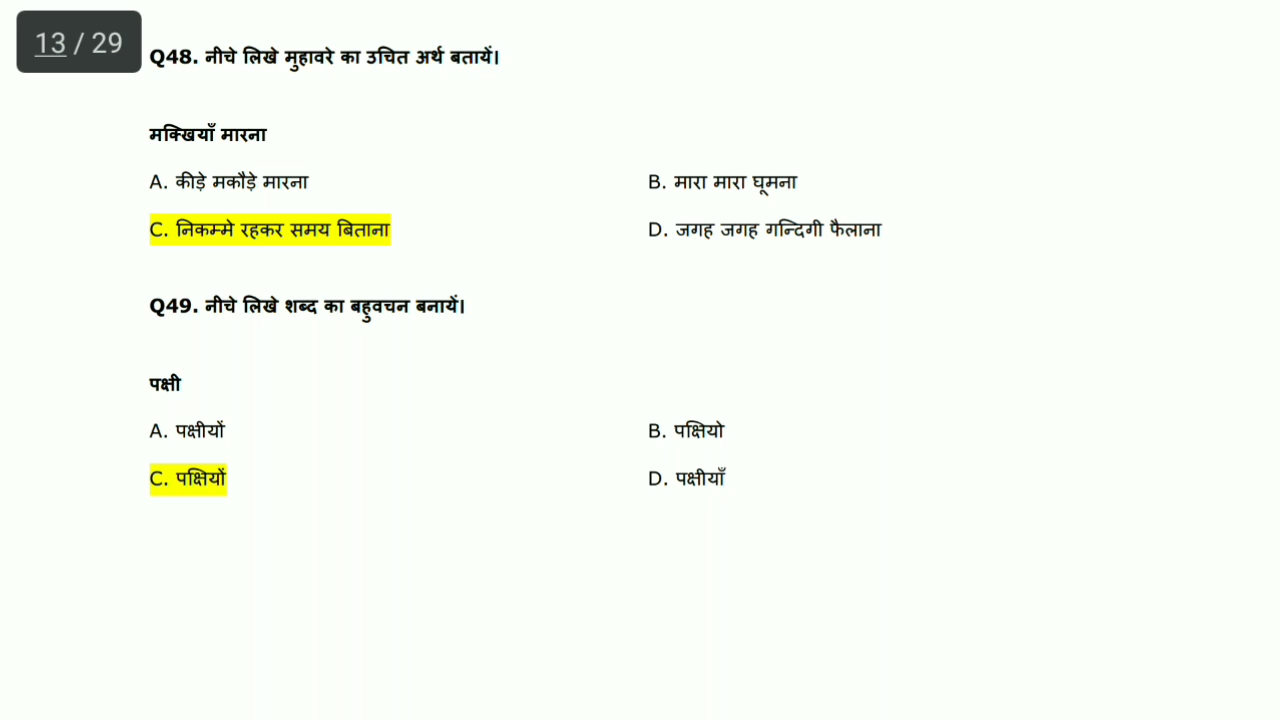 13 / 29
Q48. नीचे लिखे मुहावरे का उचित अर्थ बतायें।
मक्खियाँ मारना
A. कीड़े मकौड़े मारना B. मारा मारा घूमना
C. निकम्मे रहकर समय बिताना D. जगह जगह गन्दिगी फैलाना
Q49. नीचे लिखे शब्द का बहुवचन बनायें।
पक्षी
A. पक्षीयों B. पक्षियो
C. पक्षियों D. पक्षीयाँ